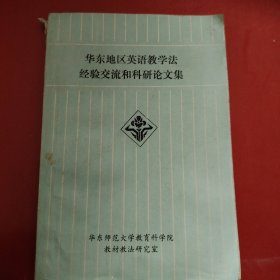 华东地区英语教学法
经验交流和科研论文集
华东师范大学教育科学院
教材教法研究室